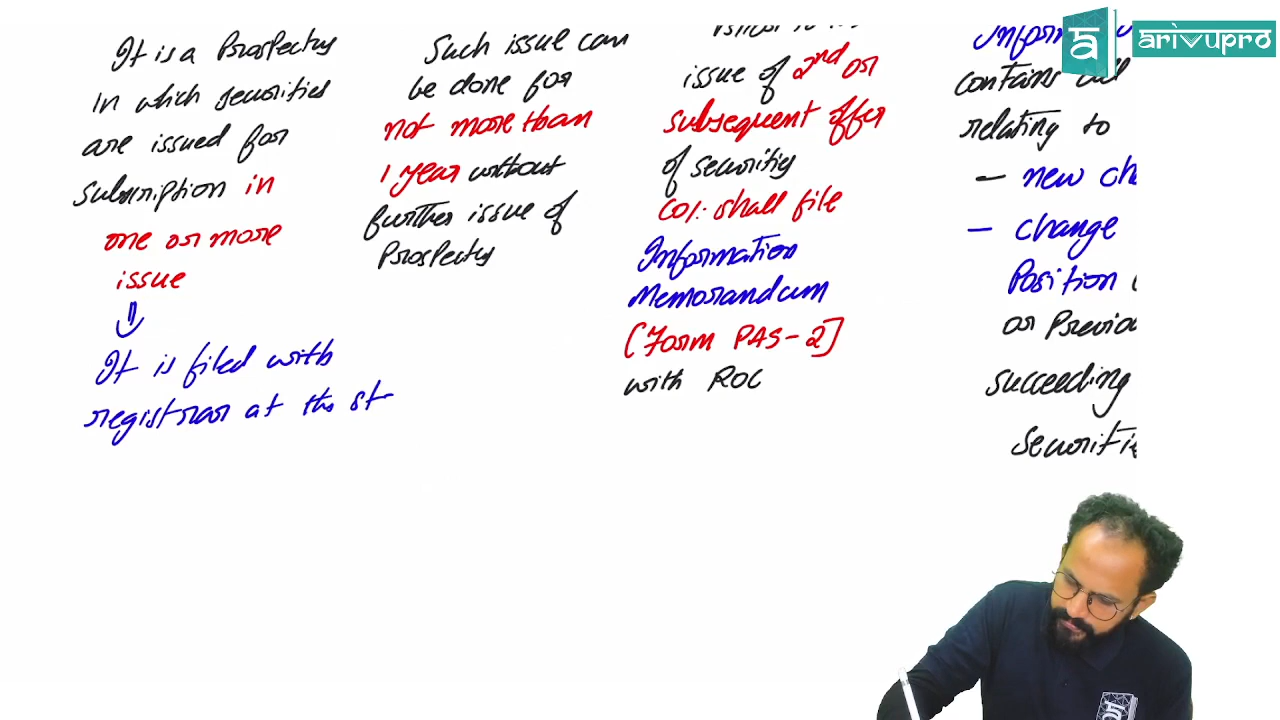 It is a Prospectus
in which securities
are issued for
subscription in
one or more
issue
It is filed with
registrar at the st
Such issue can
be done for
not more than
1 year without
further issue of
Prospectus
issue of 2nd or
subsequent offer
of securities
co/. shall file
Information
Memorandum
[Form PAS-2]
with ROC
Inform
contains
relating to
- new ch
- change
Position
or Previo
succeeding
securitie
arivupro